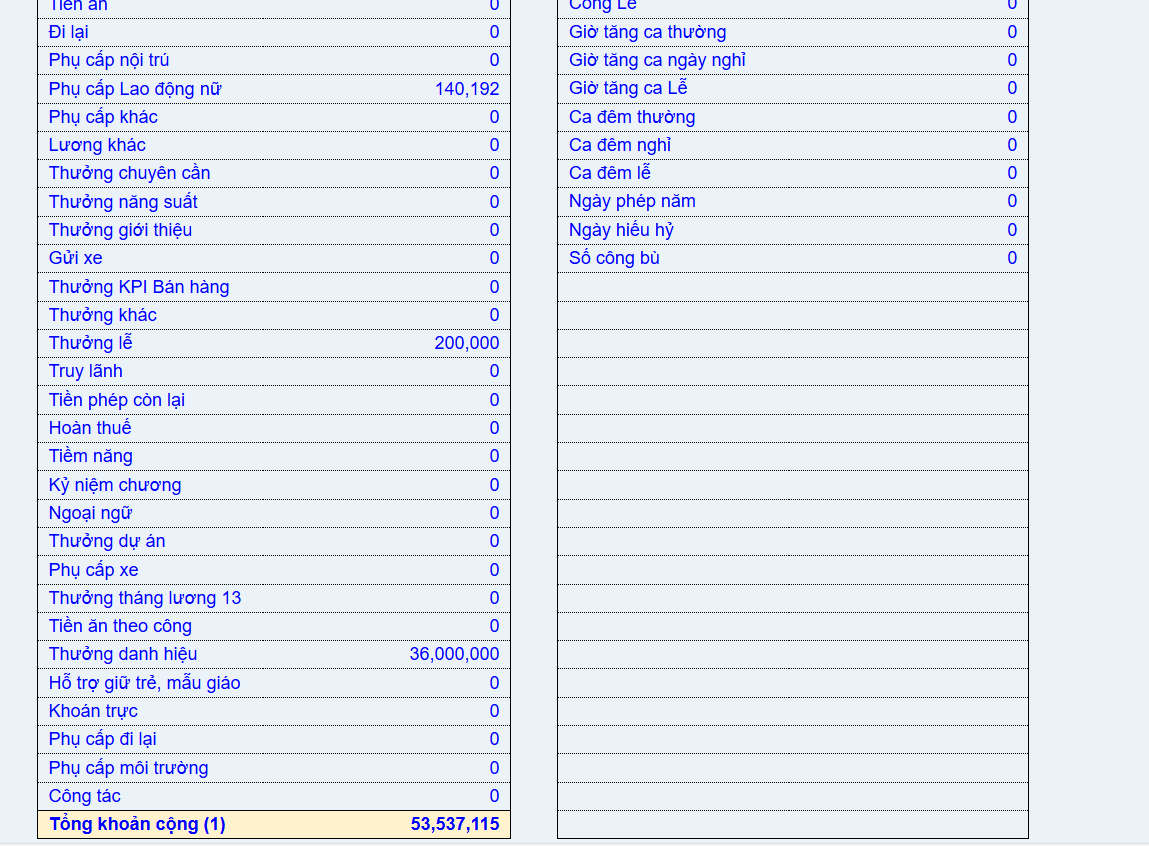 Tiền ăn 0
Đi lại 0
Phụ cấp nội trú 0
Phụ cấp Lao động nữ 140,192
Phụ cấp khác 0
Lương khác 0
Thưởng chuyên cần 0
Thưởng năng suất 0
Thưởng giới thiệu 0
Gửi xe 0
Thưởng KPI Bán hàng 0
Thưởng khác 0
Thưởng lễ 200,000
Truy lãnh 0
Tiền phép còn lại 0
Hoàn thuế 0
Tiềm năng 0
Kỷ niệm chương 0
Ngoại ngữ 0
Thưởng dự án 0
Phụ cấp xe 0
Thưởng tháng lương 13 0
Tiền ăn theo công 0
Thưởng danh hiệu 36,000,000
Hỗ trợ giữ trẻ, mẫu giáo 0
Khoán trực 0
Phụ cấp đi lại 0
Phụ cấp môi trường 0
Công tác 0
Tổng khoản cộng (1) 53,537,115
Công Lễ 0
Giờ tăng ca thường 0
Giờ tăng ca ngày nghỉ 0
Giờ tăng ca Lễ 0
Ca đêm thường 0
Ca đêm nghỉ 0
Ca đêm lễ 0
Ngày phép năm 0
Ngày hiếu hỷ 0
Số công bù 0